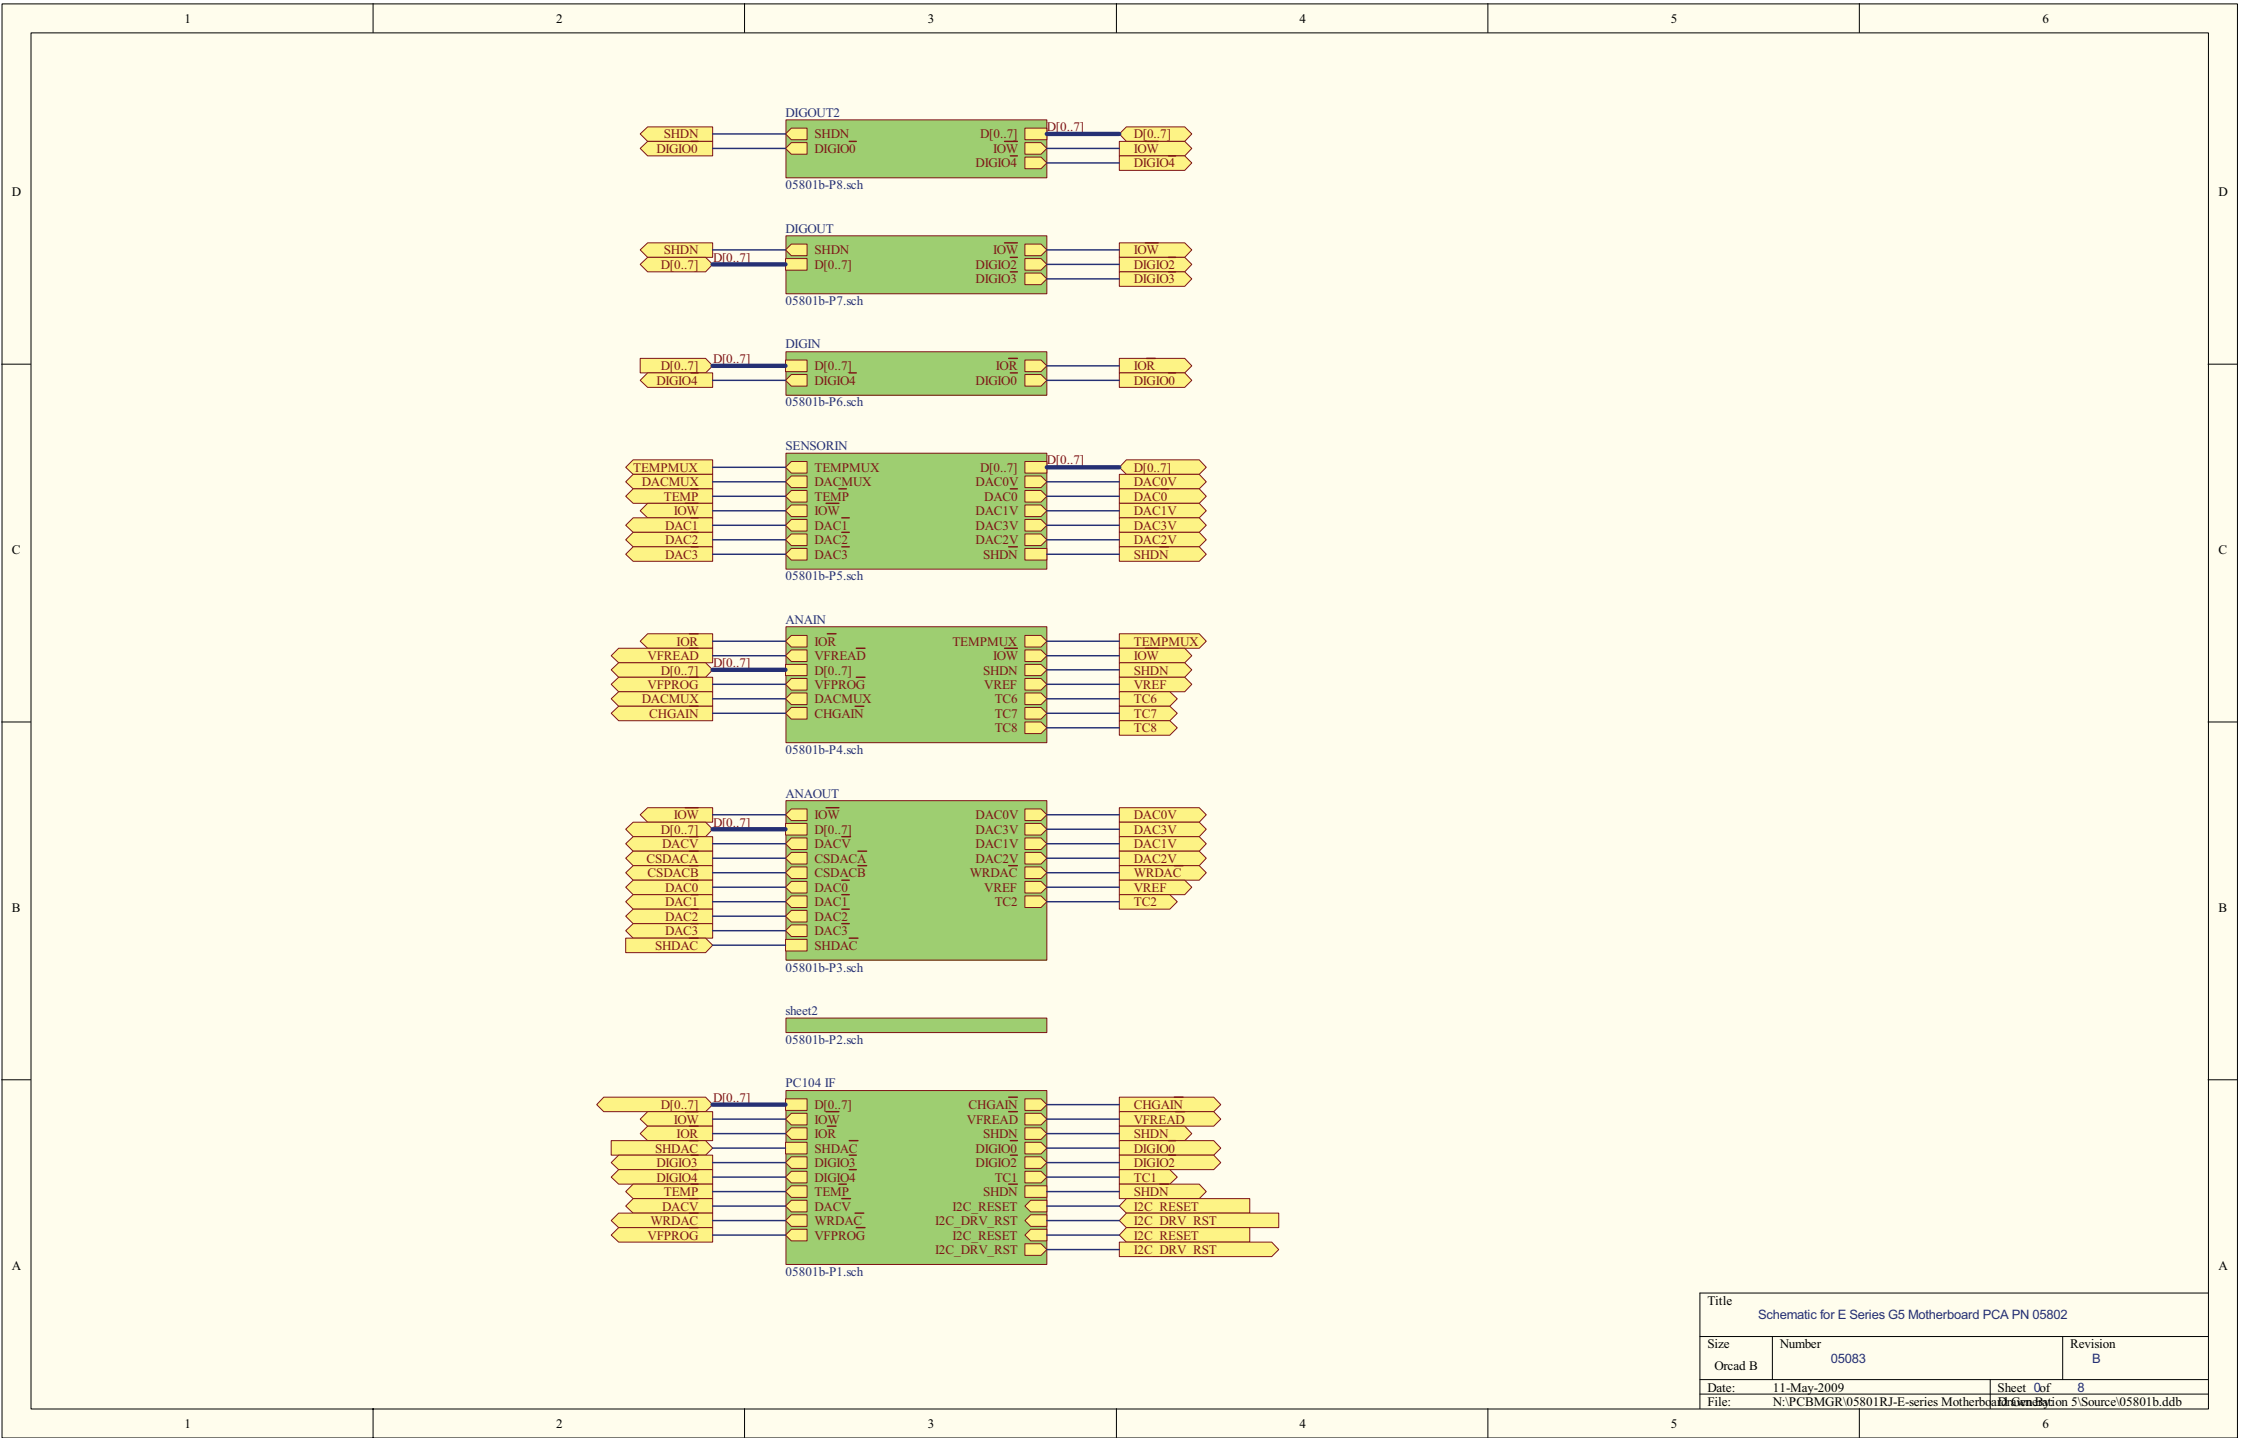 1 2 3 4 5 6
D D
C C
B B
A A
DIGOUT2
SHDN SHDN D[0..7] D[0..7] D[0..7]
DIGIO0 DIGIO0 IOW IOW
DIGIO4 DIGIO4
05801b-P8.sch
DIGOUT
SHDN SHDN IOW IOW
D[0..7] D[0..7] D[0..7] DIGIO2 DIGIO2
DIGIO3 DIGIO3
05801b-P7.sch
DIGIN
D[0..7] D[0..7] D[0..7] IOR IOR
DIGIO4 DIGIO4 DIGIO0 DIGIO0
05801b-P6.sch
SENSORIN
TEMPMUX TEMPMUX D[0..7] D[0..7] D[0..7]
DACMUX DACMUX DAC0V DAC0V
TEMP TEMP DAC0 DAC0
IOW IOW DAC1V DAC1V
DAC1 DAC1 DAC3V DAC3V
DAC2 DAC2 DAC2V DAC2V
DAC3 DAC3 SHDN SHDN
05801b-P5.sch
ANAIN
IOR IOR TEMPMUX TEMPMUX
VFREAD VFREAD IOW IOW
D[0..7] D[0..7] D[0..7] SHDN SHDN
VFPROG VFPROG VREF VREF
DACMUX DACMUX TC6 TC6
CHGAIN CHGAIN TC7 TC7
TC8 TC8
05801b-P4.sch
ANAOUT
IOW IOW DAC0V DAC0V
D[0..7] D[0..7] D[0..7] DAC3V DAC3V
DACV DACV DAC1V DAC1V
CSDACA CSDACA DAC2V DAC2V
CSDACB CSDACB WRDAC WRDAC
DAC0 DAC0 VREF VREF
DAC1 DAC1 TC2 TC2
DAC2 DAC2
DAC3 DAC3
SHDAC SHDAC
05801b-P3.sch
sheet2
05801b-P2.sch
PC104 IF
D[0..7] D[0..7] D[0..7] CHGAIN CHGAIN
IOW IOW VFREAD VFREAD
IOR IOR SHDN SHDN
SHDAC SHDAC DIGIO0 DIGIO0
DIGIO3 DIGIO3 DIGIO2 DIGIO2
DIGIO4 DIGIO4 TC1 TC1
TEMP TEMP SHDN SHDN
DACV DACV I2C_RESET I2C_RESET
WRDAC WRDAC I2C_DRV_RST I2C_DRV_RST
VFPROG VFPROG I2C_RESET I2C_RESET
I2C_DRV_RST I2C_DRV_RST
05801b-P1.sch
Title
Schematic for E Series G5 Motherboard PCA PN 05802
Size Number Revision
Orcad B 05083 B
Date: 11-May-2009 Sheet 0 of 8
File: N:\PCBMGR\05801RJ-E-series Motherboard Generation 5\Source\05801b.ddb
1 2 3 4 5 6